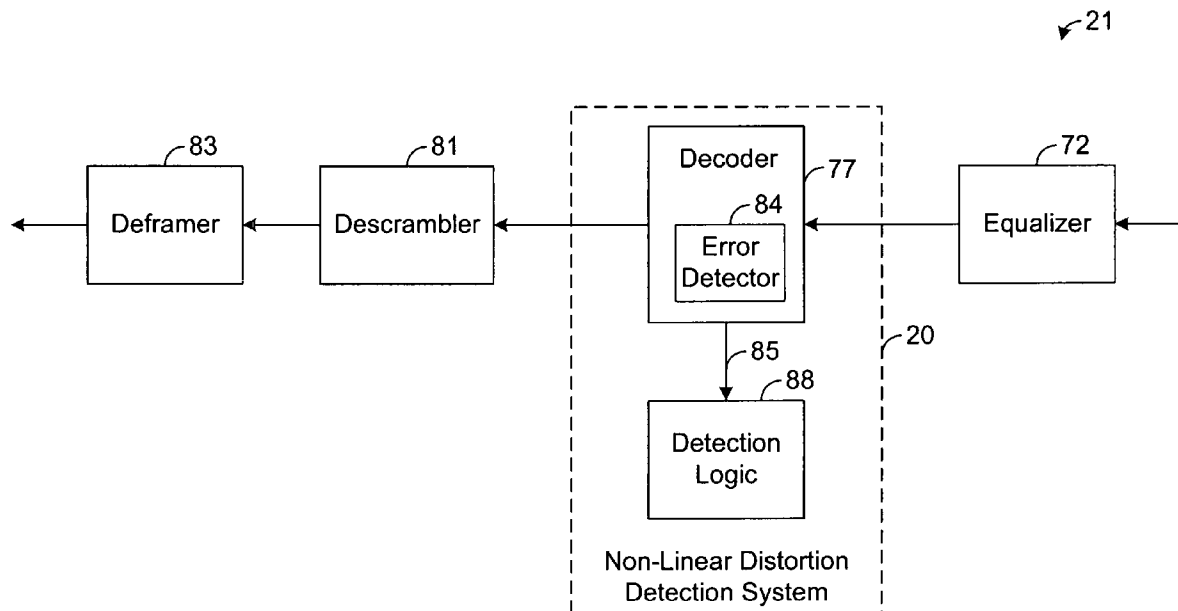 21
83
81
Decoder
77
72
Deframer
Descrambler
84
Error
Detector
Equalizer
20
85
88
Detection
Logic
Non-Linear Distortion
Detection System